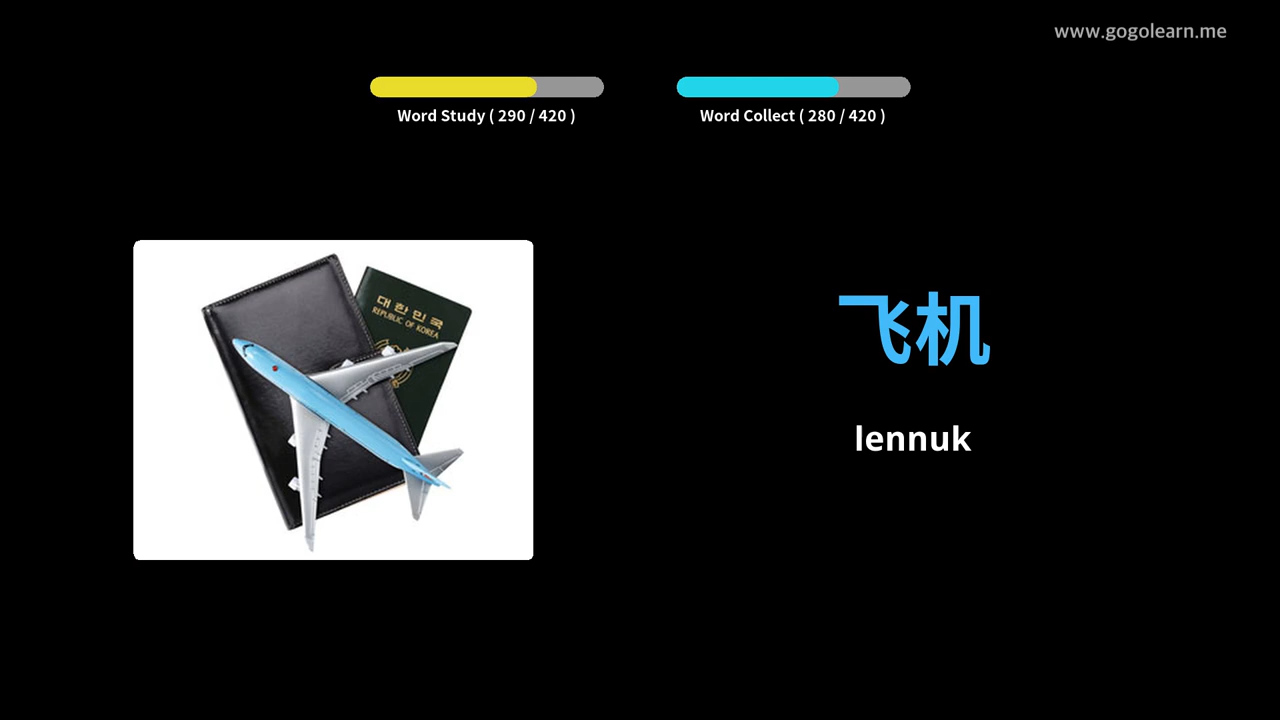 www.gogolearn.me
Word Study ( 290 / 420 )
Word Collect ( 280 / 420 )
대한민국
REPUBLIC OF KOREA
飞机
lennuk